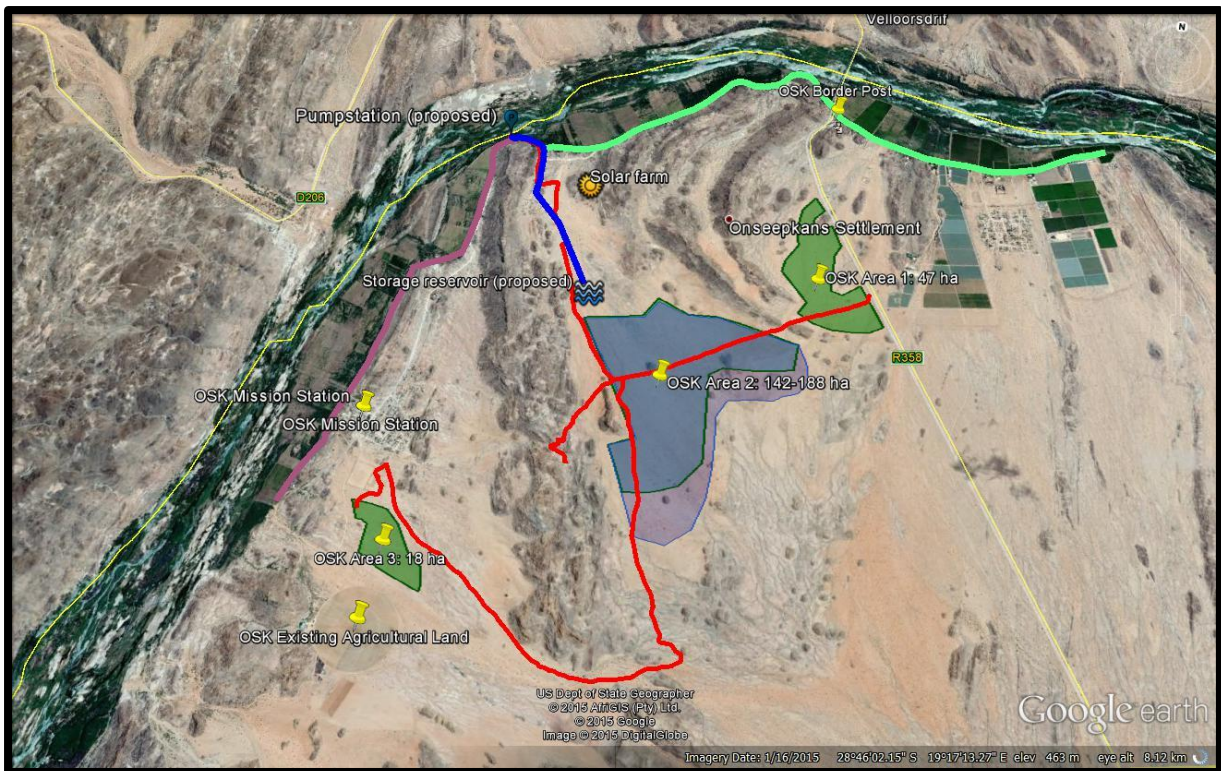 Velloorsdrif
N
OSK Border Post
Pumpstation (proposed)
Solar farm
D206
Onseepkans Settlement
Storage reservoir (proposed)
OSK Area 1: 47 ha
R358
OSK Area 2: 142-188 ha
OSK Mission Station
OSK Mission Station
OSK Area 3: 18 ha
OSK Existing Agricultural Land
US Dept of State Geographer
© 2015 AfriGIS (Pty) Ltd.
© 2015 Google
Image © 2015 DigitalGlobe
Google earth
Imagery Date: 1/16/2015 28°46'02.15" S 19°17'13.27" E elev 463 m eye alt 8.12 km